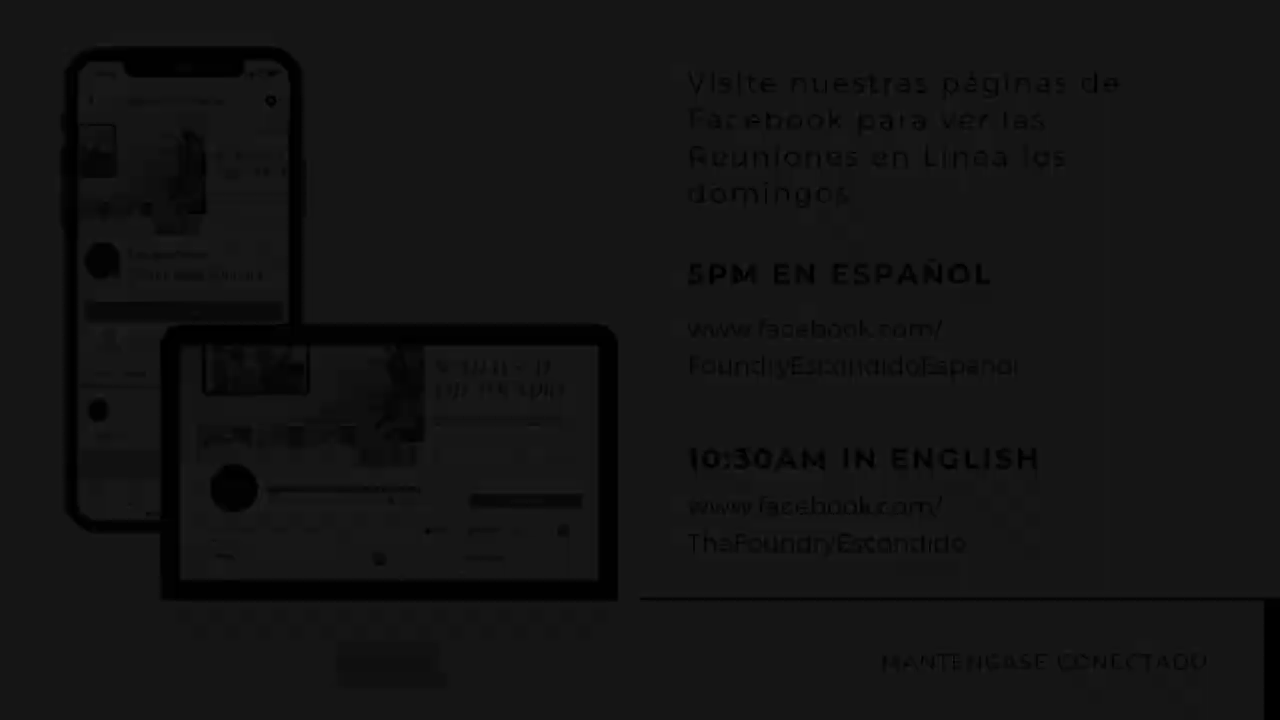 Visite nuestras páginas de
Facebook para ver las
Reuniones en Linea los
domingos
5PM EN ESPAÑOL
www.facebook.com/
FoundryEscondidoEspanol
10:30AM IN ENGLISH
www.facebook.com/
TheFoundryEscondido
MANTENGASE CONECTADO